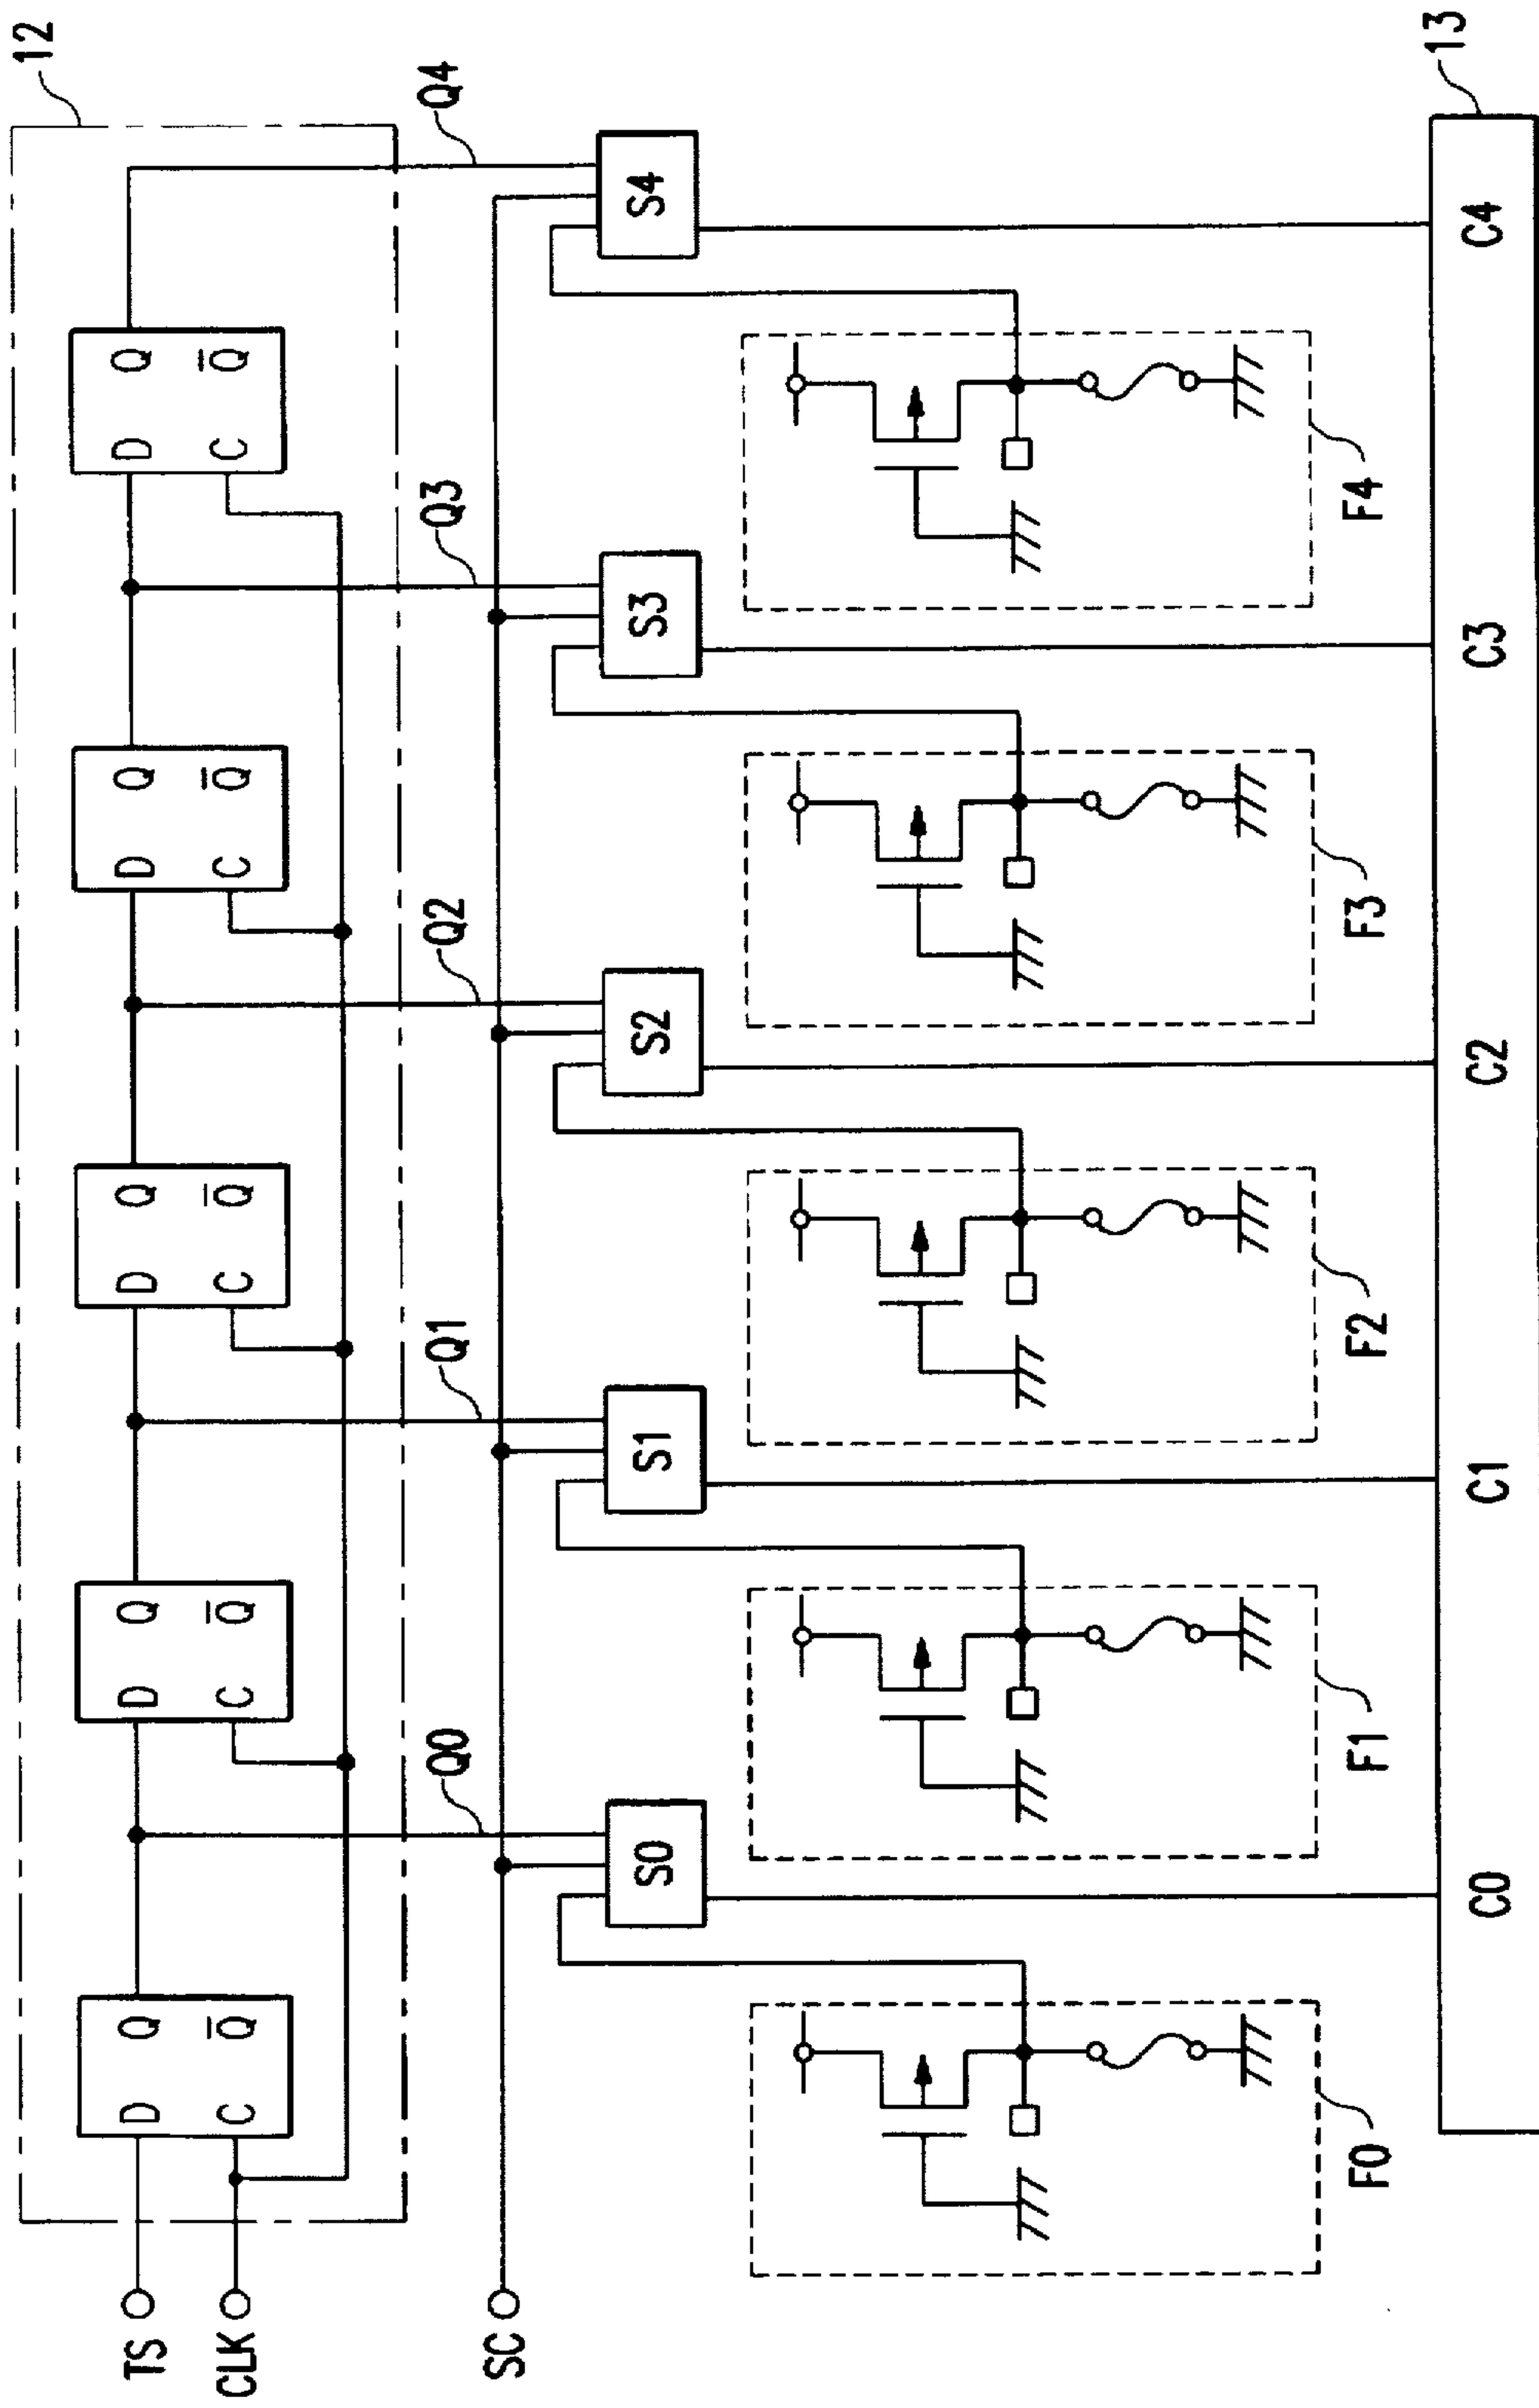 12
D Q D Q D Q D Q D Q
C Q̅ C Q̅ C Q̅ C Q̅ C Q̅
TS
CLK
Q0 Q1 Q2 Q3 Q4
SC
S0 S1 S2 S3 S4
F0 F1 F2 F3 F4
13
C0 C1 C2 C3 C4